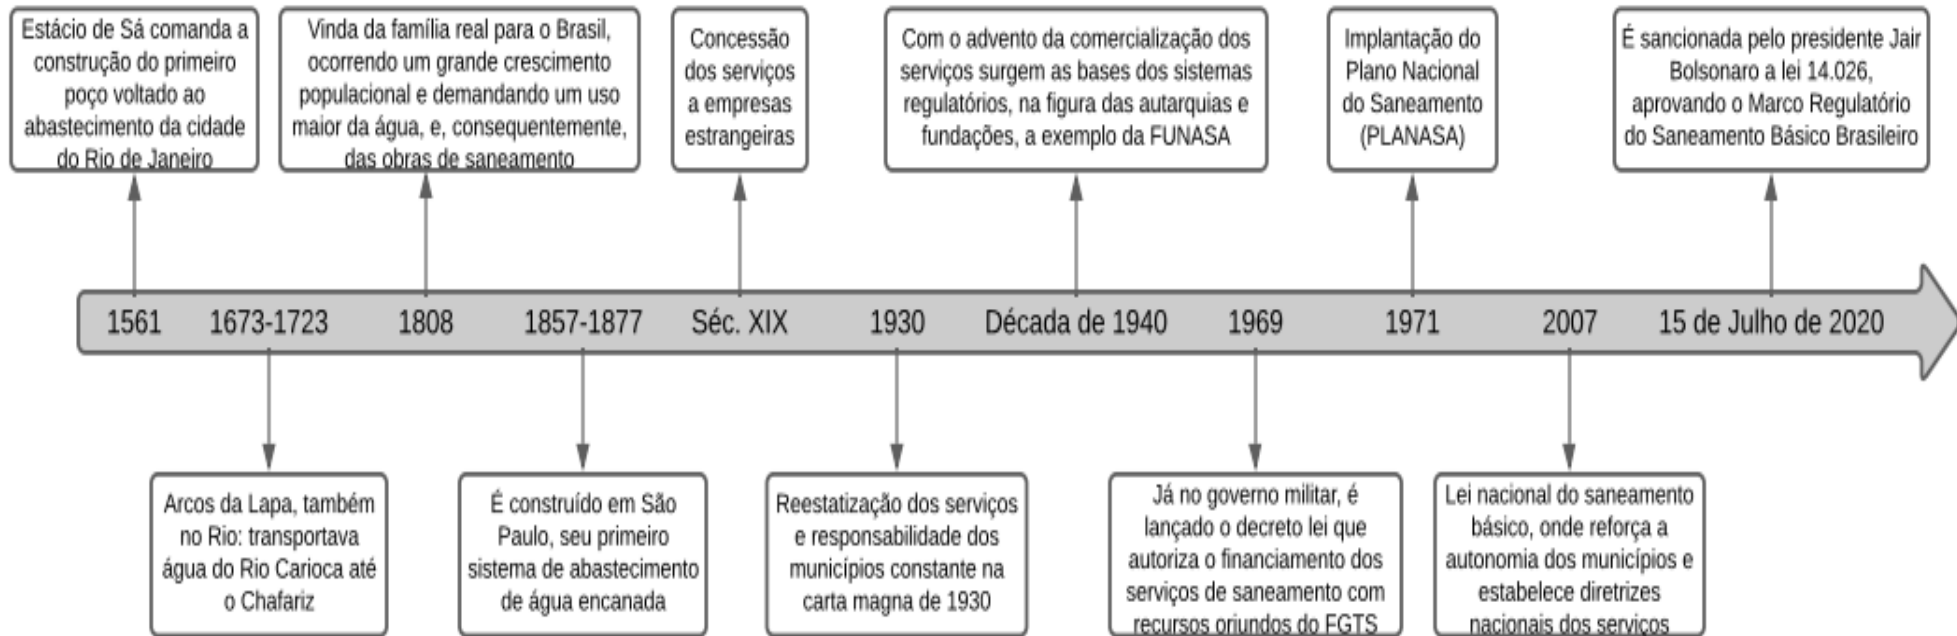 Estácio de Sá comanda a
construção do primeiro
poço voltado ao
abastecimento da cidade
do Rio de Janeiro
Vinda da família real para o Brasil,
ocorrendo um grande crescimento
populacional e demandando um uso
maior da água, e, consequentemente,
das obras de saneamento
Concessão
dos serviços
a empresas
estrangeiras
Com o advento da comercialização dos
serviços surgem as bases dos sistemas
regulatórios, na figura das autarquias e
fundações, a exemplo da FUNASA
Implantação do
Plano Nacional
do Saneamento
(PLANASA)
É sancionada pelo presidente Jair
Bolsonaro a lei 14.026,
aprovando o Marco Regulatório
do Saneamento Básico Brasileiro
1561
1673-1723
1808
1857-1877
Séc. XIX
1930
Década de 1940
1969
1971
2007
15 de Julho de 2020
Arcos da Lapa, também
no Rio: transportava
água do Rio Carioca até
o Chafariz
É construído em São
Paulo, seu primeiro
sistema de abastecimento
de água encanada
Reestatização dos serviços
e responsabilidade dos
municípios constante na
carta magna de 1930
Já no governo militar, é
lançado o decreto lei que
autoriza o financiamento dos
serviços de saneamento com
recursos oriundos do FGTS
Lei nacional do saneamento
básico, onde reforça a
autonomia dos municípios e
estabelece diretrizes
nacionais dos serviços